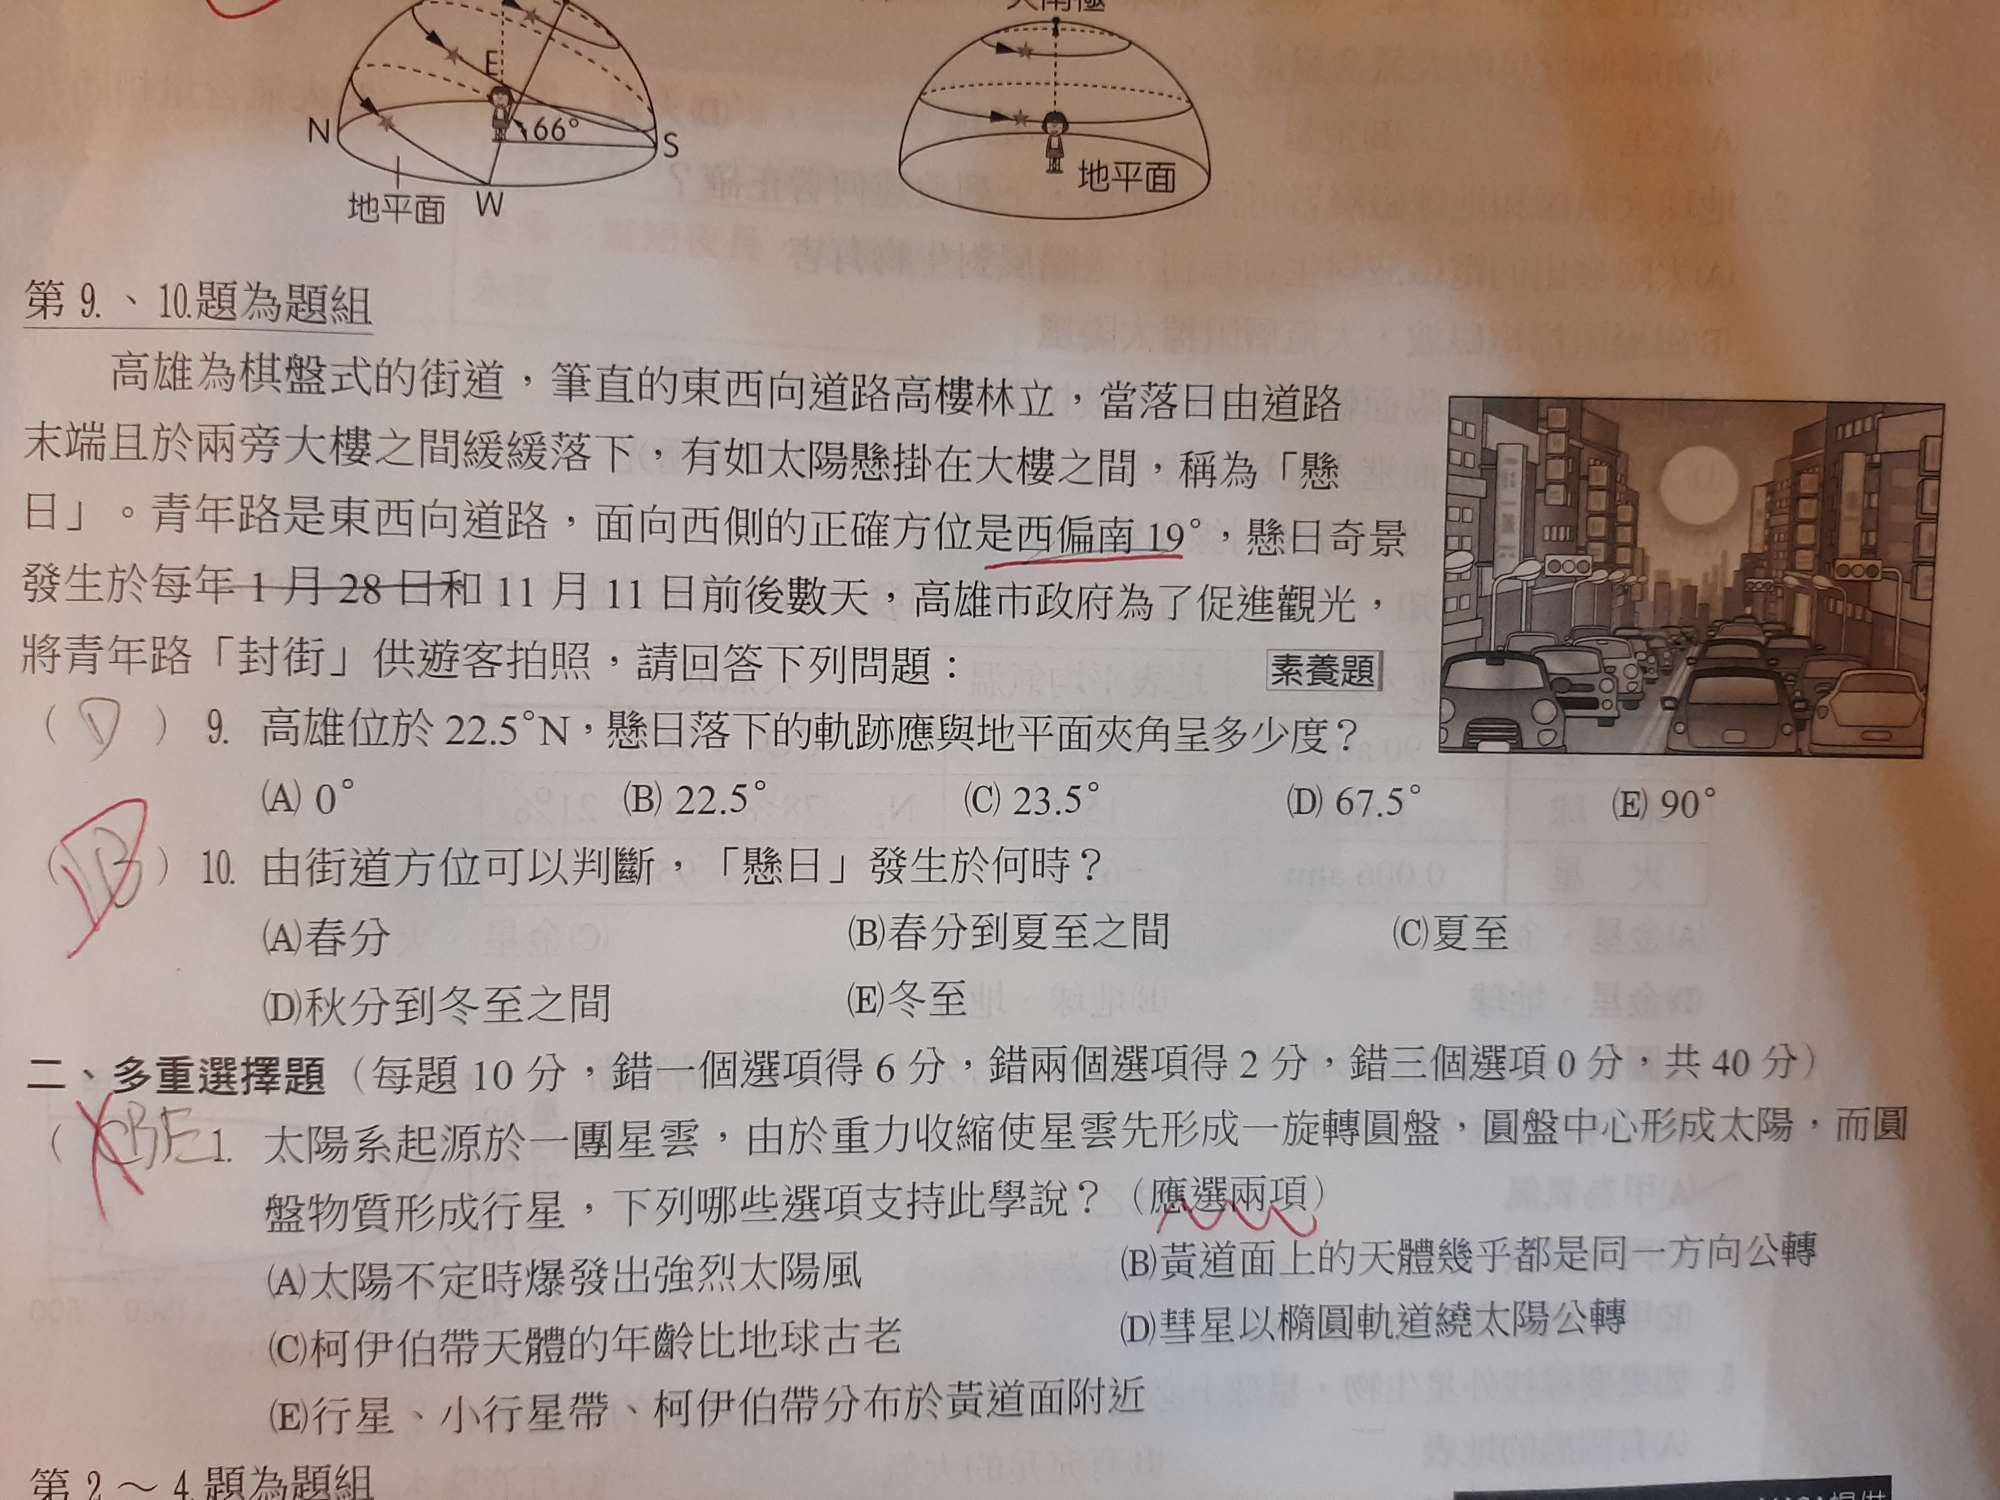 E
66°
N
S
地平面
W
地平面
第 9.、10.題為題組
高雄為棋盤式的街道，筆直的東西向道路高樓林立，當落日由道路
末端且於兩旁大樓之間緩緩落下，有如太陽懸掛在大樓之間，稱為「懸
日」。青年路是東西向道路，面向西側的正確方位是西偏南 19°，懸日奇景
發生於每年 1 月 28 日和 11 月 11 日前後數天，高雄市政府為了促進觀光，
將青年路「封街」供遊客拍照，請回答下列問題： 素養題
( D ) 9. 高雄位於 22.5°N，懸日落下的軌跡應與地平面夾角呈多少度？
(A) 0° (B) 22.5° (C) 23.5° (D) 67.5° (E) 90°
( ) 10. 由街道方位可以判斷，「懸日」發生於何時？
(A)春分 (B)春分到夏至之間 (C)夏至
(D)秋分到冬至之間 (E)冬至
二、多重選擇題（每題 10 分，錯一個選項得 6 分，錯兩個選項得 2 分，錯三個選項 0 分，共 40 分）
( BE 1. 太陽系起源於一團星雲，由於重力收縮使星雲先形成一旋轉圓盤，圓盤中心形成太陽，而圓
盤物質形成行星，下列哪些選項支持此學說？（應選兩項）
(A)太陽不定時爆發出強烈太陽風 (B)黃道面上的天體幾乎都是同一方向公轉
(C)柯伊伯帶天體的年齡比地球古老 (D)彗星以橢圓軌道繞太陽公轉
(E)行星、小行星帶、柯伊伯帶分布於黃道面附近
第 2～4.題為題組